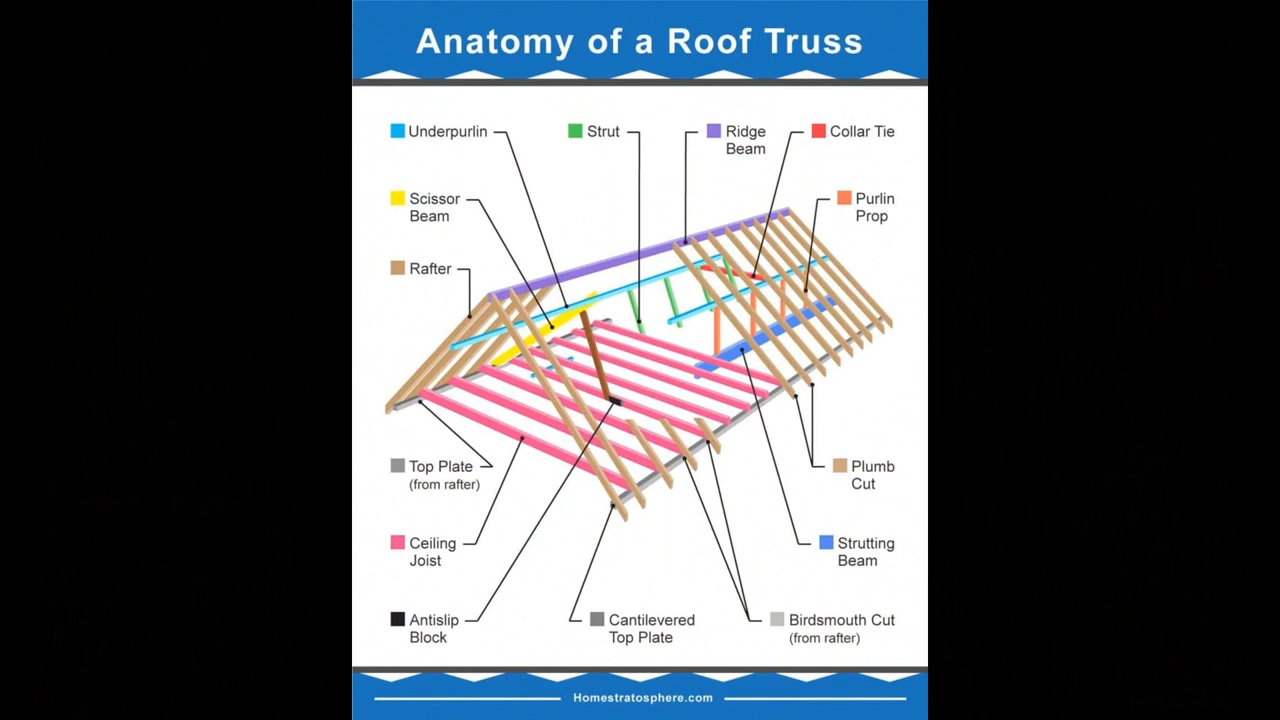 Anatomy of a Roof Truss
Underpurlin
Strut
Ridge
Beam
Collar Tie
Scissor
Beam
Purlin
Prop
Rafter
Top Plate
(from rafter)
Plumb
Cut
Ceiling
Joist
Strutting
Beam
Antislip
Block
Cantilevered
Top Plate
Birdsmouth Cut
(from rafter)
Homestratosphere.com